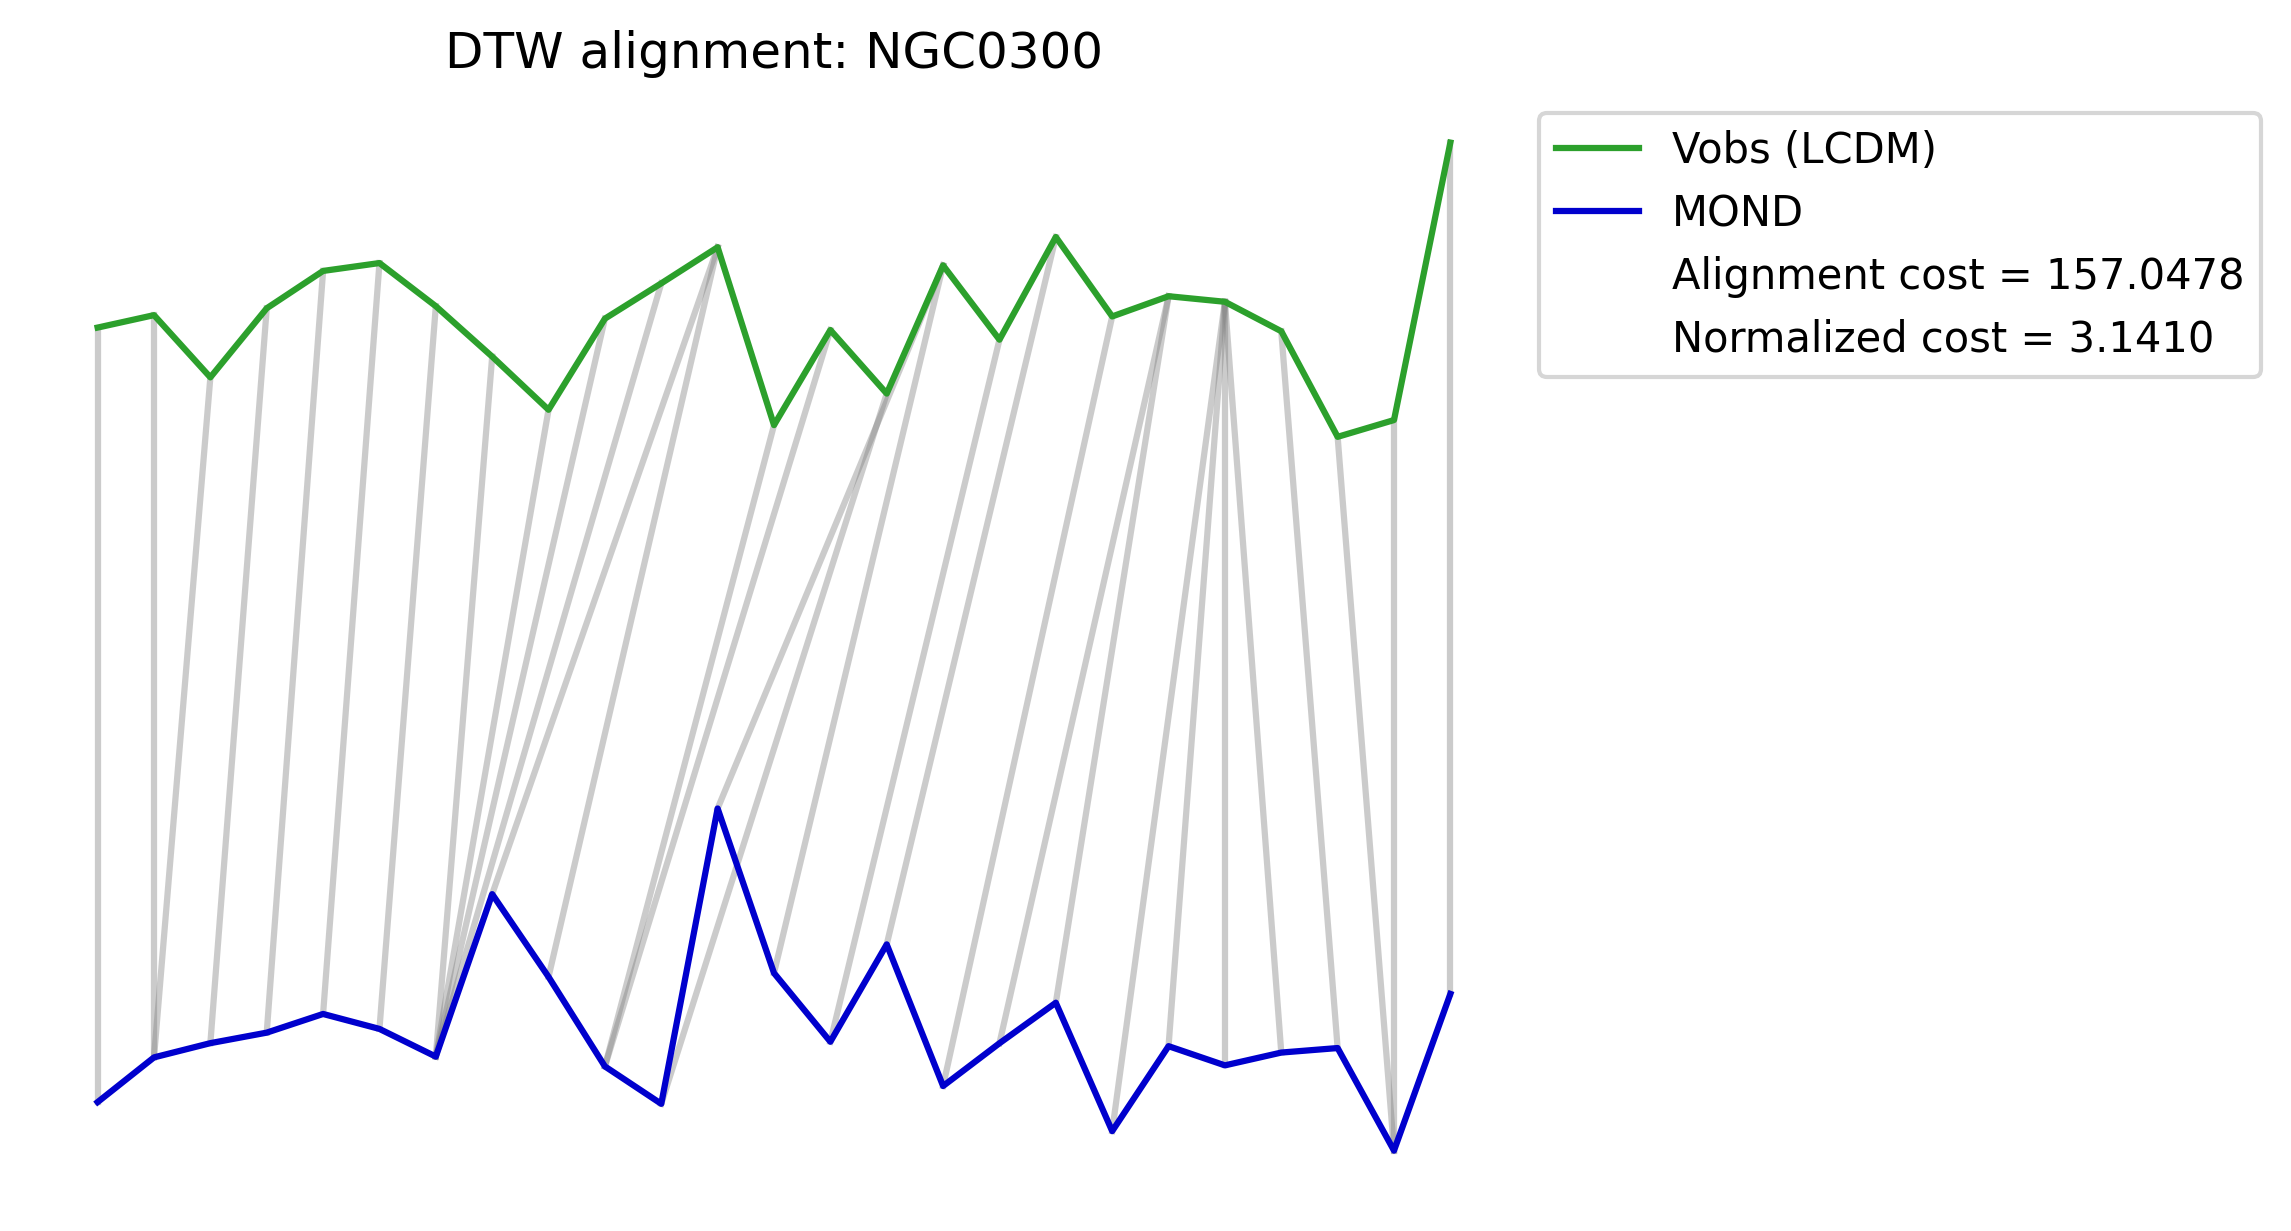 DTW alignment: NGC0300
Vobs (LCDM)
MOND
Alignment cost = 157.0478
Normalized cost = 3.1410